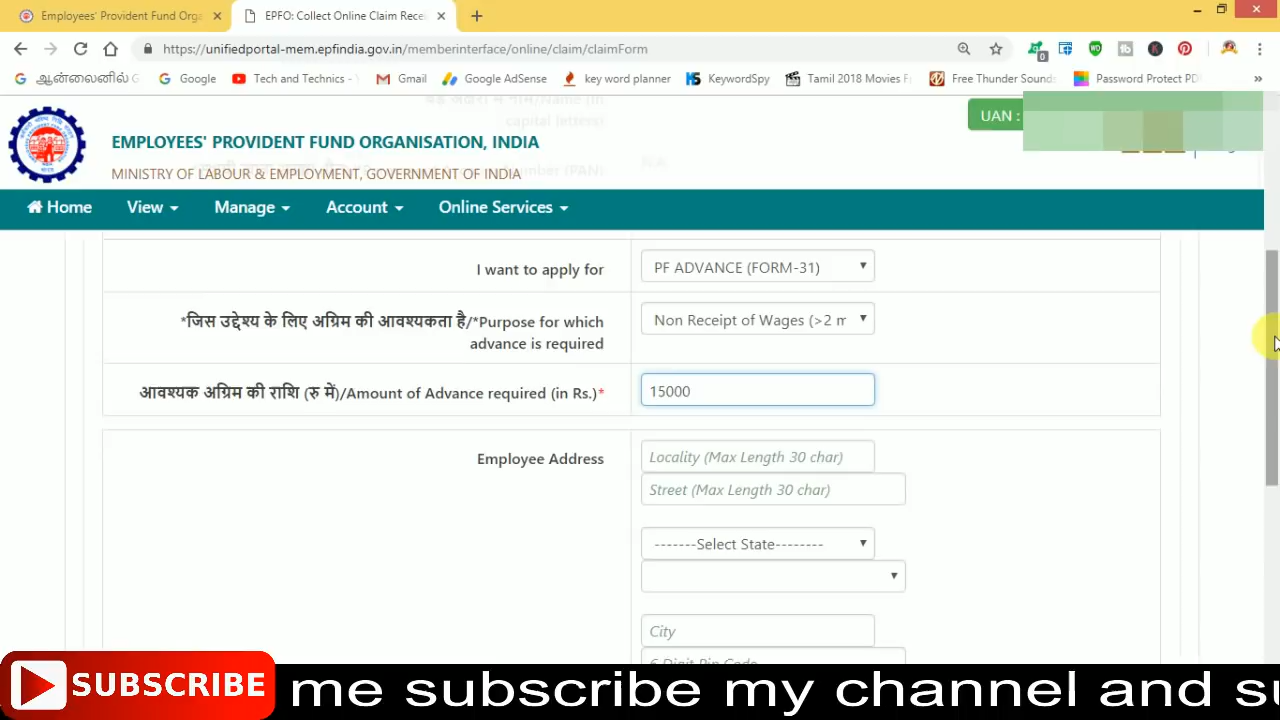 Employees' Provident Fund Orga
EPFO: Collect Online Claim Rece
https://unifiedportal-mem.epfindia.gov.in/memberinterface/online/claim/claimForm
ஆன்லைனில் G
Google
Tech and Technics -
Gmail
Google AdSense
key word planner
KeywordSpy
Tamil 2018 Movies F
Free Thunder Sounds
Password Protect PD
»
capital letters):
EMPLOYEES' PROVIDENT FUND ORGANISATION, INDIA
UAN :
MINISTRY OF LABOUR & EMPLOYMENT, GOVERNMENT OF INDIA
Home View Manage Account Online Services
I want to apply for
PF ADVANCE (FORM-31)
*जिस उद्देश्य के लिए अग्रिम की आवश्यकता है/*Purpose for which
advance is required
Non Receipt of Wages (>2 m
आवश्यक अग्रिम की राशि (रु में)/Amount of Advance required (in Rs.)*
15000
Employee Address
Locality (Max Length 30 char)
Street (Max Length 30 char)
-------Select State--------
City
6 Digit Pin Code
SUBSCRIBE
me subscribe my channel and su